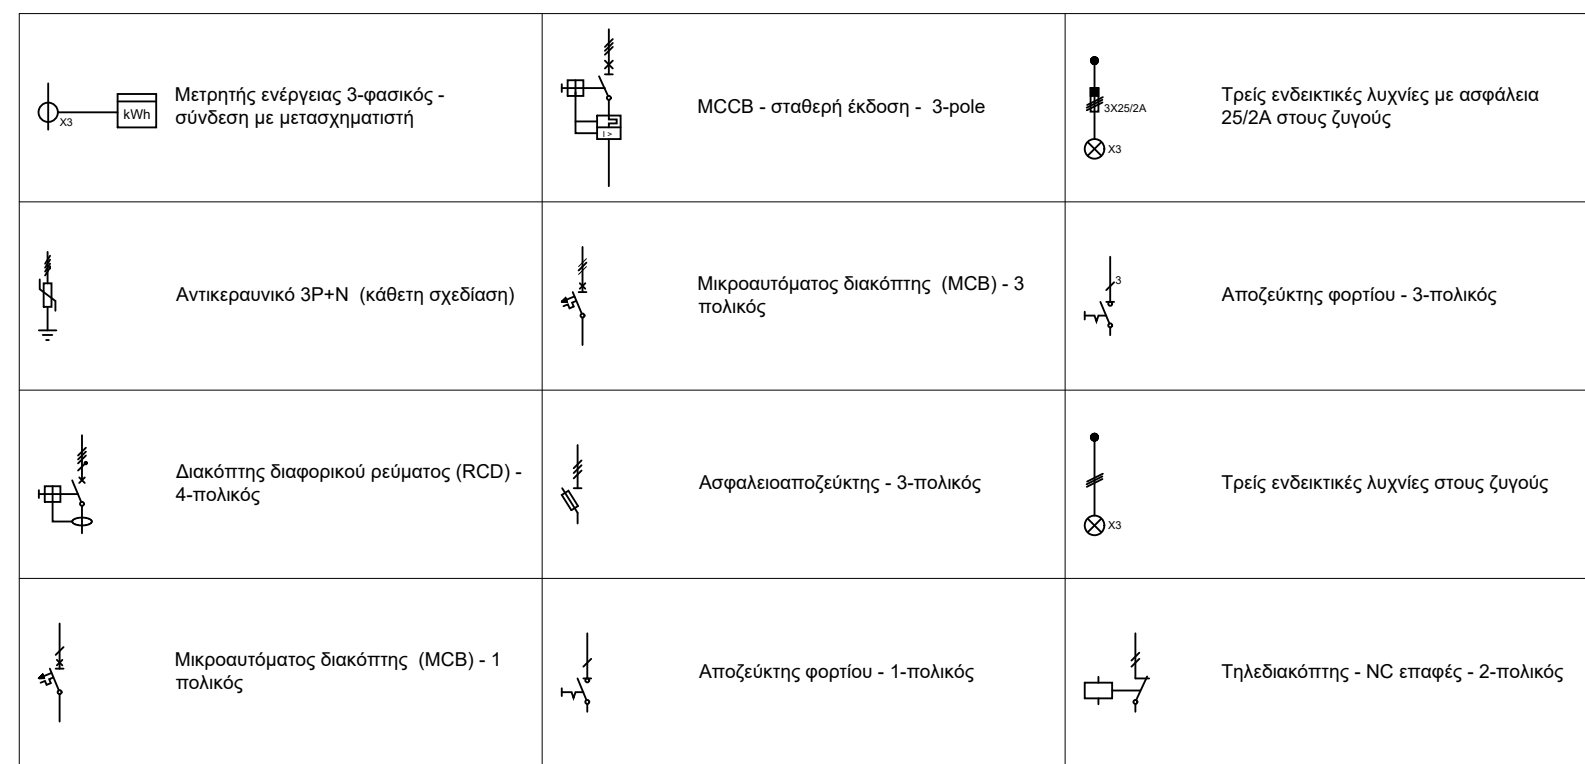 X3
kWh
Μετρητής ενέργειας 3-φασικός -
σύνδεση με μετασχηματιστή
I >
MCCB - σταθερή έκδοση - 3-pole
3X25/2A
X3
Τρείς ενδεικτικές λυχνίες με ασφάλεια
25/2A στους ζυγούς
Αντικεραυνικό 3P+N (κάθετη σχεδίαση)
Μικροαυτόματος διακόπτης (MCB) - 3
πολικός
3
Αποζεύκτης φορτίου - 3-πολικός
Διακόπτης διαφορικού ρεύματος (RCD) -
4-πολικός
Ασφαλειοαποζεύκτης - 3-πολικός
X3
Τρείς ενδεικτικές λυχνίες στους ζυγούς
Μικροαυτόματος διακόπτης (MCB) - 1
πολικός
Αποζεύκτης φορτίου - 1-πολικός
Τηλεδιακόπτης - NC επαφές - 2-πολικός